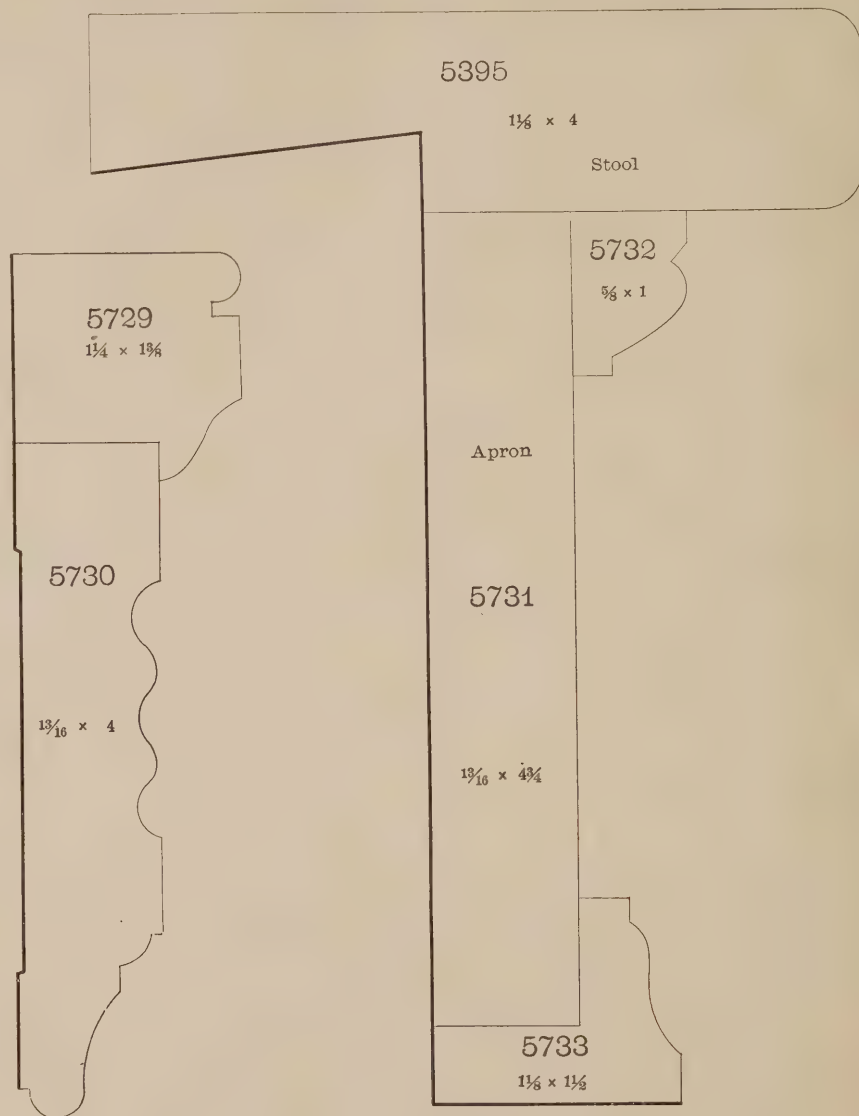 5395
1⅛ × 4
Stool
5732
⅝ × 1
5729
1¼ × 1⅜
Apron
5730
5731
13/16 × 4
13/16 × 4¾
5733
1⅛ × 1½